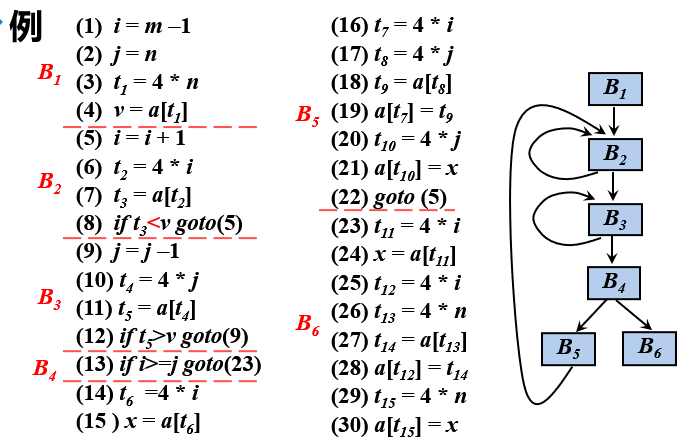 例
(1) i = m –1
(2) j = n
B1
(3) t1 = 4 * n
(4) v = a[t1]
(5) i = i + 1
(6) t2 = 4 * i
B2
(7) t3 = a[t2]
(8) if t3<v goto(5)
(9) j = j –1
(10) t4 = 4 * j
B3
(11) t5 = a[t4]
(12) if t5>v goto(9)
B4
(13) if i>=j goto(23)
(14) t6 =4 * i
(15 ) x = a[t6]
(16) t7 = 4 * i
(17) t8 = 4 * j
(18) t9 = a[t8]
B5
(19) a[t7] = t9
(20) t10 = 4 * j
(21) a[t10] = x
(22) goto (5)
(23) t11 = 4 * i
(24) x = a[t11]
(25) t12 = 4 * i
B6
(26) t13 = 4 * n
(27) t14 = a[t13]
(28) a[t12] = t14
(29) t15 = 4 * n
(30) a[t15] = x
B1
B2
B3
B4
B5
B6